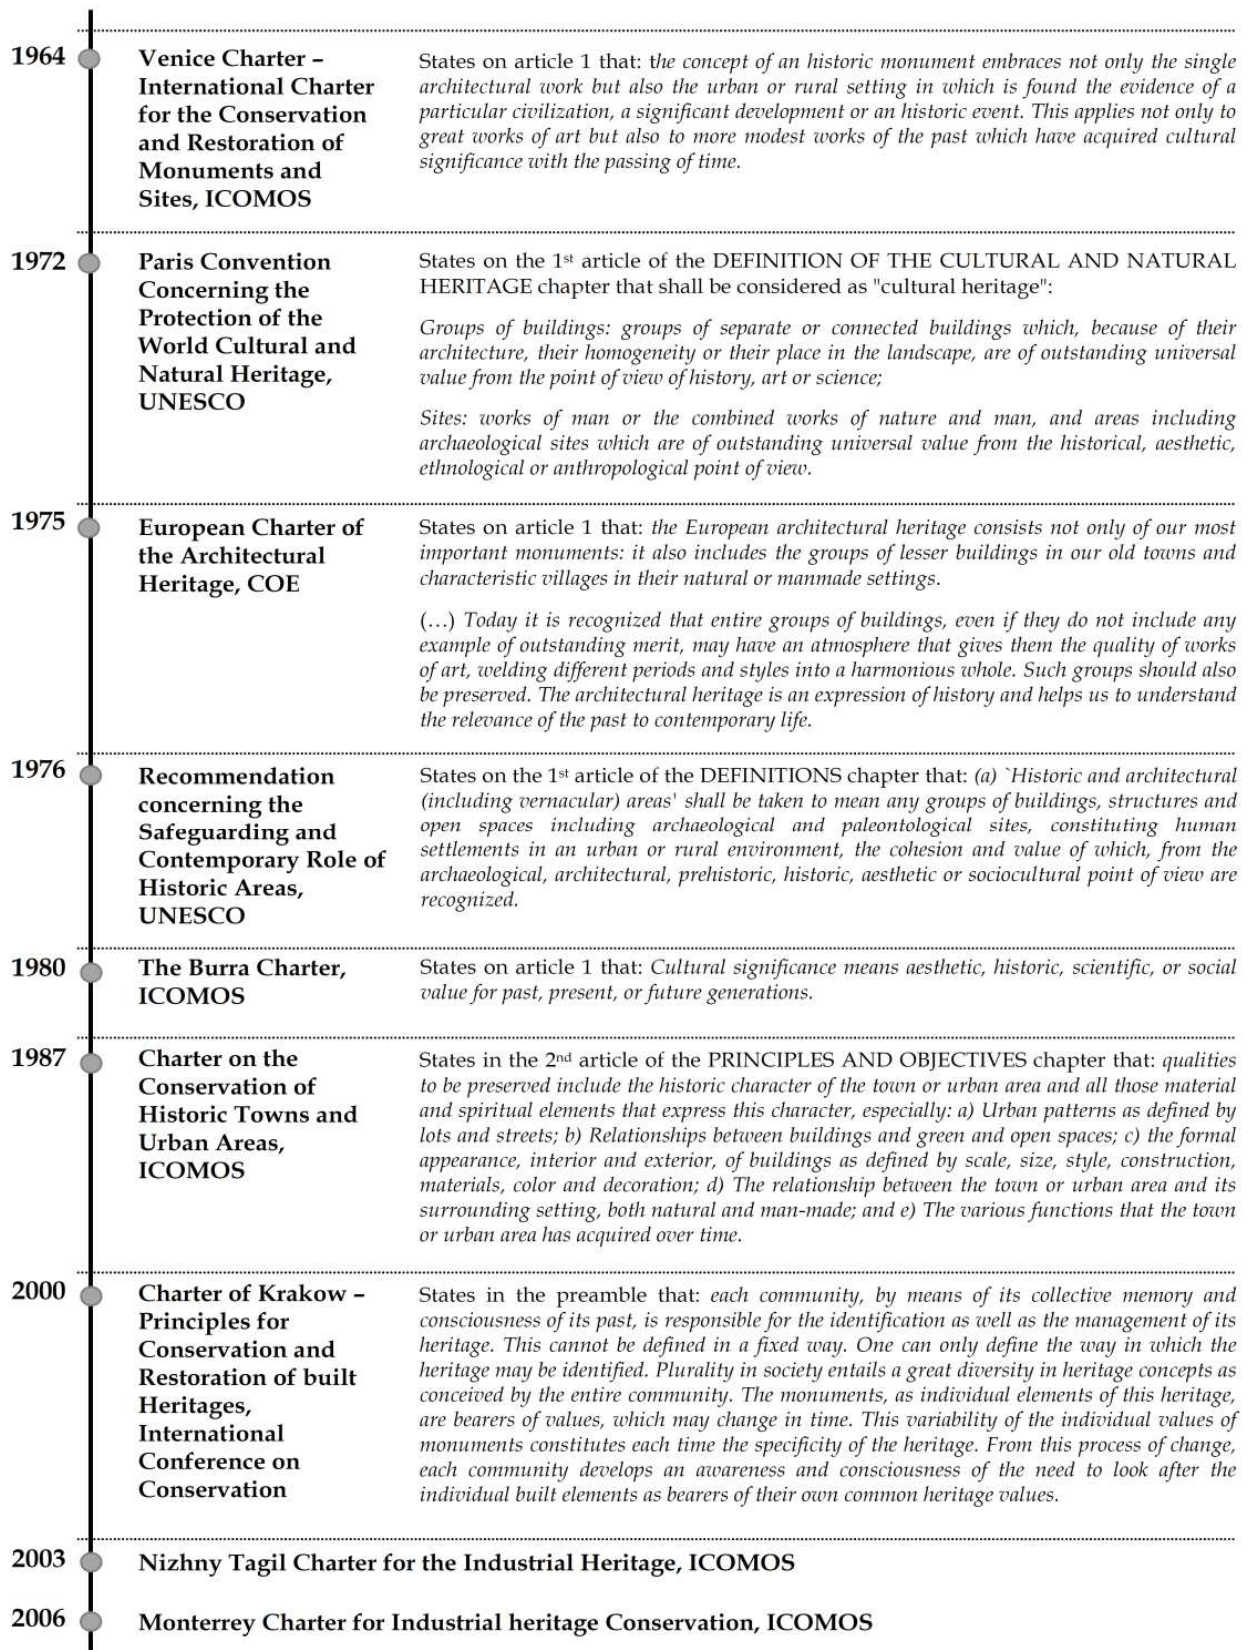 1964
Venice Charter –
International Charter
for the Conservation
and Restoration of
Monuments and
Sites, ICOMOS
States on article 1 that: the concept of an historic monument embraces not only the single
architectural work but also the urban or rural setting in which is found the evidence of a
particular civilization, a significant development or an historic event. This applies not only to
great works of art but also to more modest works of the past which have acquired cultural
significance with the passing of time.
1972
Paris Convention
Concerning the
Protection of the
World Cultural and
Natural Heritage,
UNESCO
States on the 1st article of the DEFINITION OF THE CULTURAL AND NATURAL
HERITAGE chapter that shall be considered as "cultural heritage":
Groups of buildings: groups of separate or connected buildings which, because of their
architecture, their homogeneity or their place in the landscape, are of outstanding universal
value from the point of view of history, art or science;
Sites: works of man or the combined works of nature and man, and areas including
archaeological sites which are of outstanding universal value from the historical, aesthetic,
ethnological or anthropological point of view.
1975
European Charter of
the Architectural
Heritage, COE
States on article 1 that: the European architectural heritage consists not only of our most
important monuments: it also includes the groups of lesser buildings in our old towns and
characteristic villages in their natural or manmade settings.
(…) Today it is recognized that entire groups of buildings, even if they do not include any
example of outstanding merit, may have an atmosphere that gives them the quality of works
of art, welding different periods and styles into a harmonious whole. Such groups should also
be preserved. The architectural heritage is an expression of history and helps us to understand
the relevance of the past to contemporary life.
1976
Recommendation
concerning the
Safeguarding and
Contemporary Role of
Historic Areas,
UNESCO
States on the 1st article of the DEFINITIONS chapter that: (a) `Historic and architectural
(including vernacular) areas' shall be taken to mean any groups of buildings, structures and
open spaces including archaeological and paleontological sites, constituting human
settlements in an urban or rural environment, the cohesion and value of which, from the
archaeological, architectural, prehistoric, historic, aesthetic or sociocultural point of view are
recognized.
1980
The Burra Charter,
ICOMOS
States on article 1 that: Cultural significance means aesthetic, historic, scientific, or social
value for past, present, or future generations.
1987
Charter on the
Conservation of
Historic Towns and
Urban Areas,
ICOMOS
States in the 2nd article of the PRINCIPLES AND OBJECTIVES chapter that: qualities
to be preserved include the historic character of the town or urban area and all those material
and spiritual elements that express this character, especially: a) Urban patterns as defined by
lots and streets; b) Relationships between buildings and green and open spaces; c) the formal
appearance, interior and exterior, of buildings as defined by scale, size, style, construction,
materials, color and decoration; d) The relationship between the town or urban area and its
surrounding setting, both natural and man-made; and e) The various functions that the town
or urban area has acquired over time.
2000
Charter of Krakow –
Principles for
Conservation and
Restoration of built
Heritages,
International
Conference on
Conservation
States in the preamble that: each community, by means of its collective memory and
consciousness of its past, is responsible for the identification as well as the management of its
heritage. This cannot be defined in a fixed way. One can only define the way in which the
heritage may be identified. Plurality in society entails a great diversity in heritage concepts as
conceived by the entire community. The monuments, as individual elements of this heritage,
are bearers of values, which may change in time. This variability of the individual values of
monuments constitutes each time the specificity of the heritage. From this process of change,
each community develops an awareness and consciousness of the need to look after the
individual built elements as bearers of their own common heritage values.
2003
Nizhny Tagil Charter for the Industrial Heritage, ICOMOS
2006
Monterrey Charter for Industrial heritage Conservation, ICOMOS